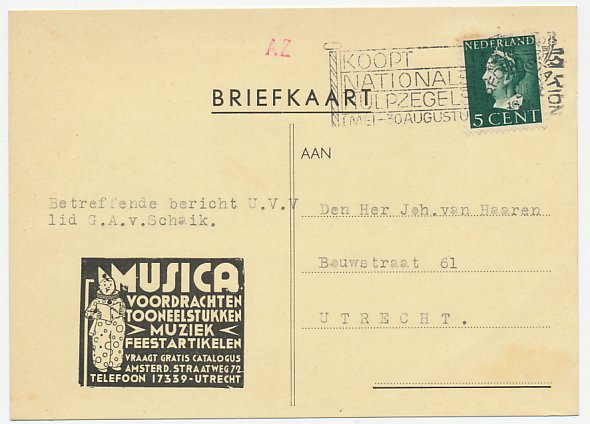 AZ
KOOPT
NATIONALE
HULPZEGELS
1 MEI-30 AUGUSTUS
NEDERLAND
5 CENT
BRIEFKAART
AAN
Betreffende bericht U.V.V
lid G.A.v.Schaik.
Den Her Joh.van Haaren
Bouwstraat 61
UTRECHT.
MUSICA
VOORDRACHTEN
TOONEELSTUKKEN
> MUZIEK <
FEESTARTIKELEN
VRAAGT GRATIS CATALOGUS
AMSTERD. STRAATWEG 72
TELEFOON 17339-UTRECHT